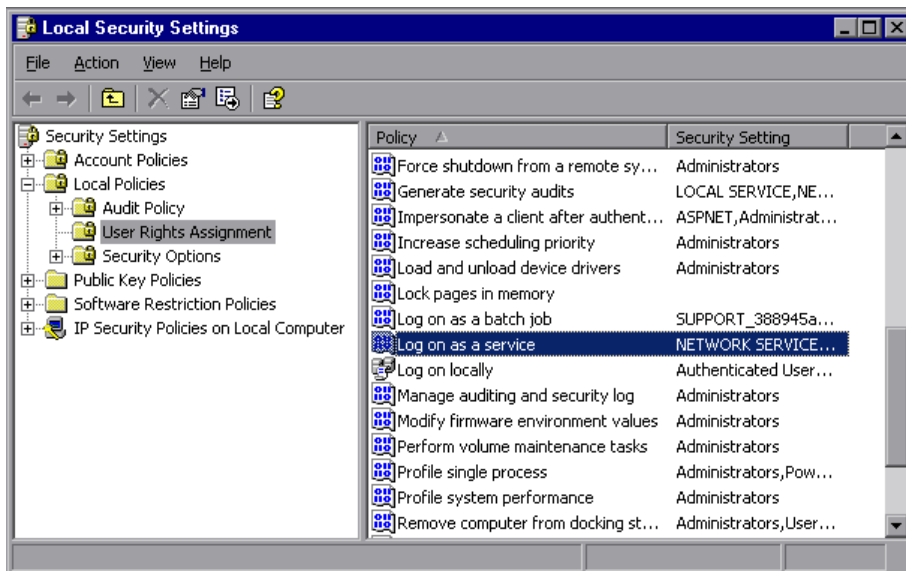 Local Security Settings
File Action View Help
Security Settings
Account Policies
Local Policies
Audit Policy
User Rights Assignment
Security Options
Public Key Policies
Software Restriction Policies
IP Security Policies on Local Computer
Policy Security Setting
Force shutdown from a remote sy... Administrators
Generate security audits LOCAL SERVICE,NE...
Impersonate a client after authent... ASPNET,Administrat...
Increase scheduling priority Administrators
Load and unload device drivers Administrators
Lock pages in memory
Log on as a batch job SUPPORT_388945a...
Log on as a service NETWORK SERVICE...
Log on locally Authenticated User...
Manage auditing and security log Administrators
Modify firmware environment values Administrators
Perform volume maintenance tasks Administrators
Profile single process Administrators,Pow...
Profile system performance Administrators
Remove computer from docking st... Administrators,User...